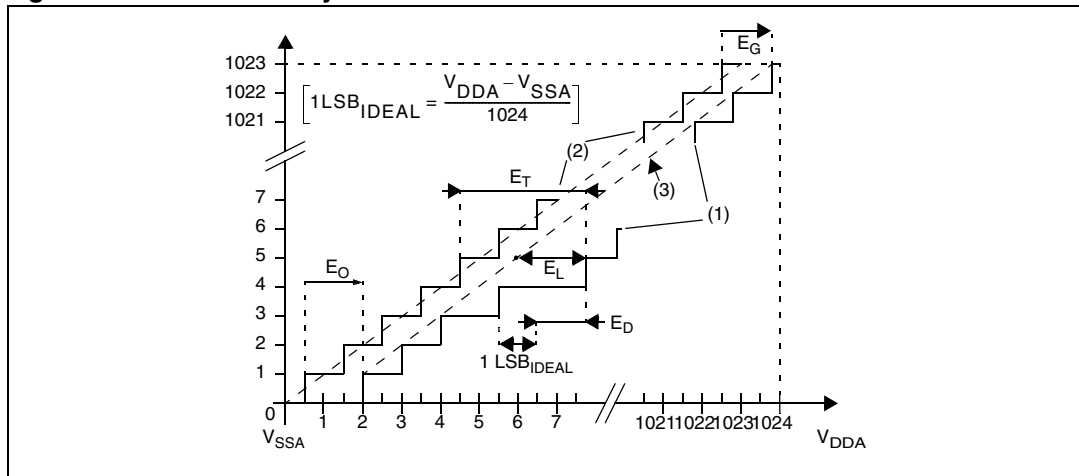 E_G
1023
1022
1021
[1LSB_IDEAL = (V_DDA − V_SSA) / 1024]
(2)
(3)
E_T
(1)
7
6
5
4
3
2
1
0
E_O
E_L
E_D
1 LSB_IDEAL
1 2 3 4 5 6 7 1021 1022 1023 1024
V_SSA
V_DDA